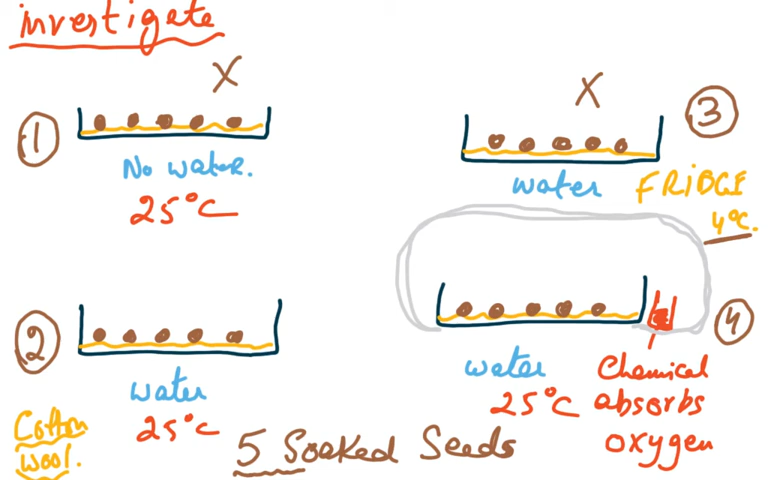 investigate
X
1
No water.
25°C
X
3
water
FRIDGE
4°C.
2
water
25°C
Cotton
wool.
4
water
25°C
Chemical
absorbs
oxygen
5 Soaked Seeds